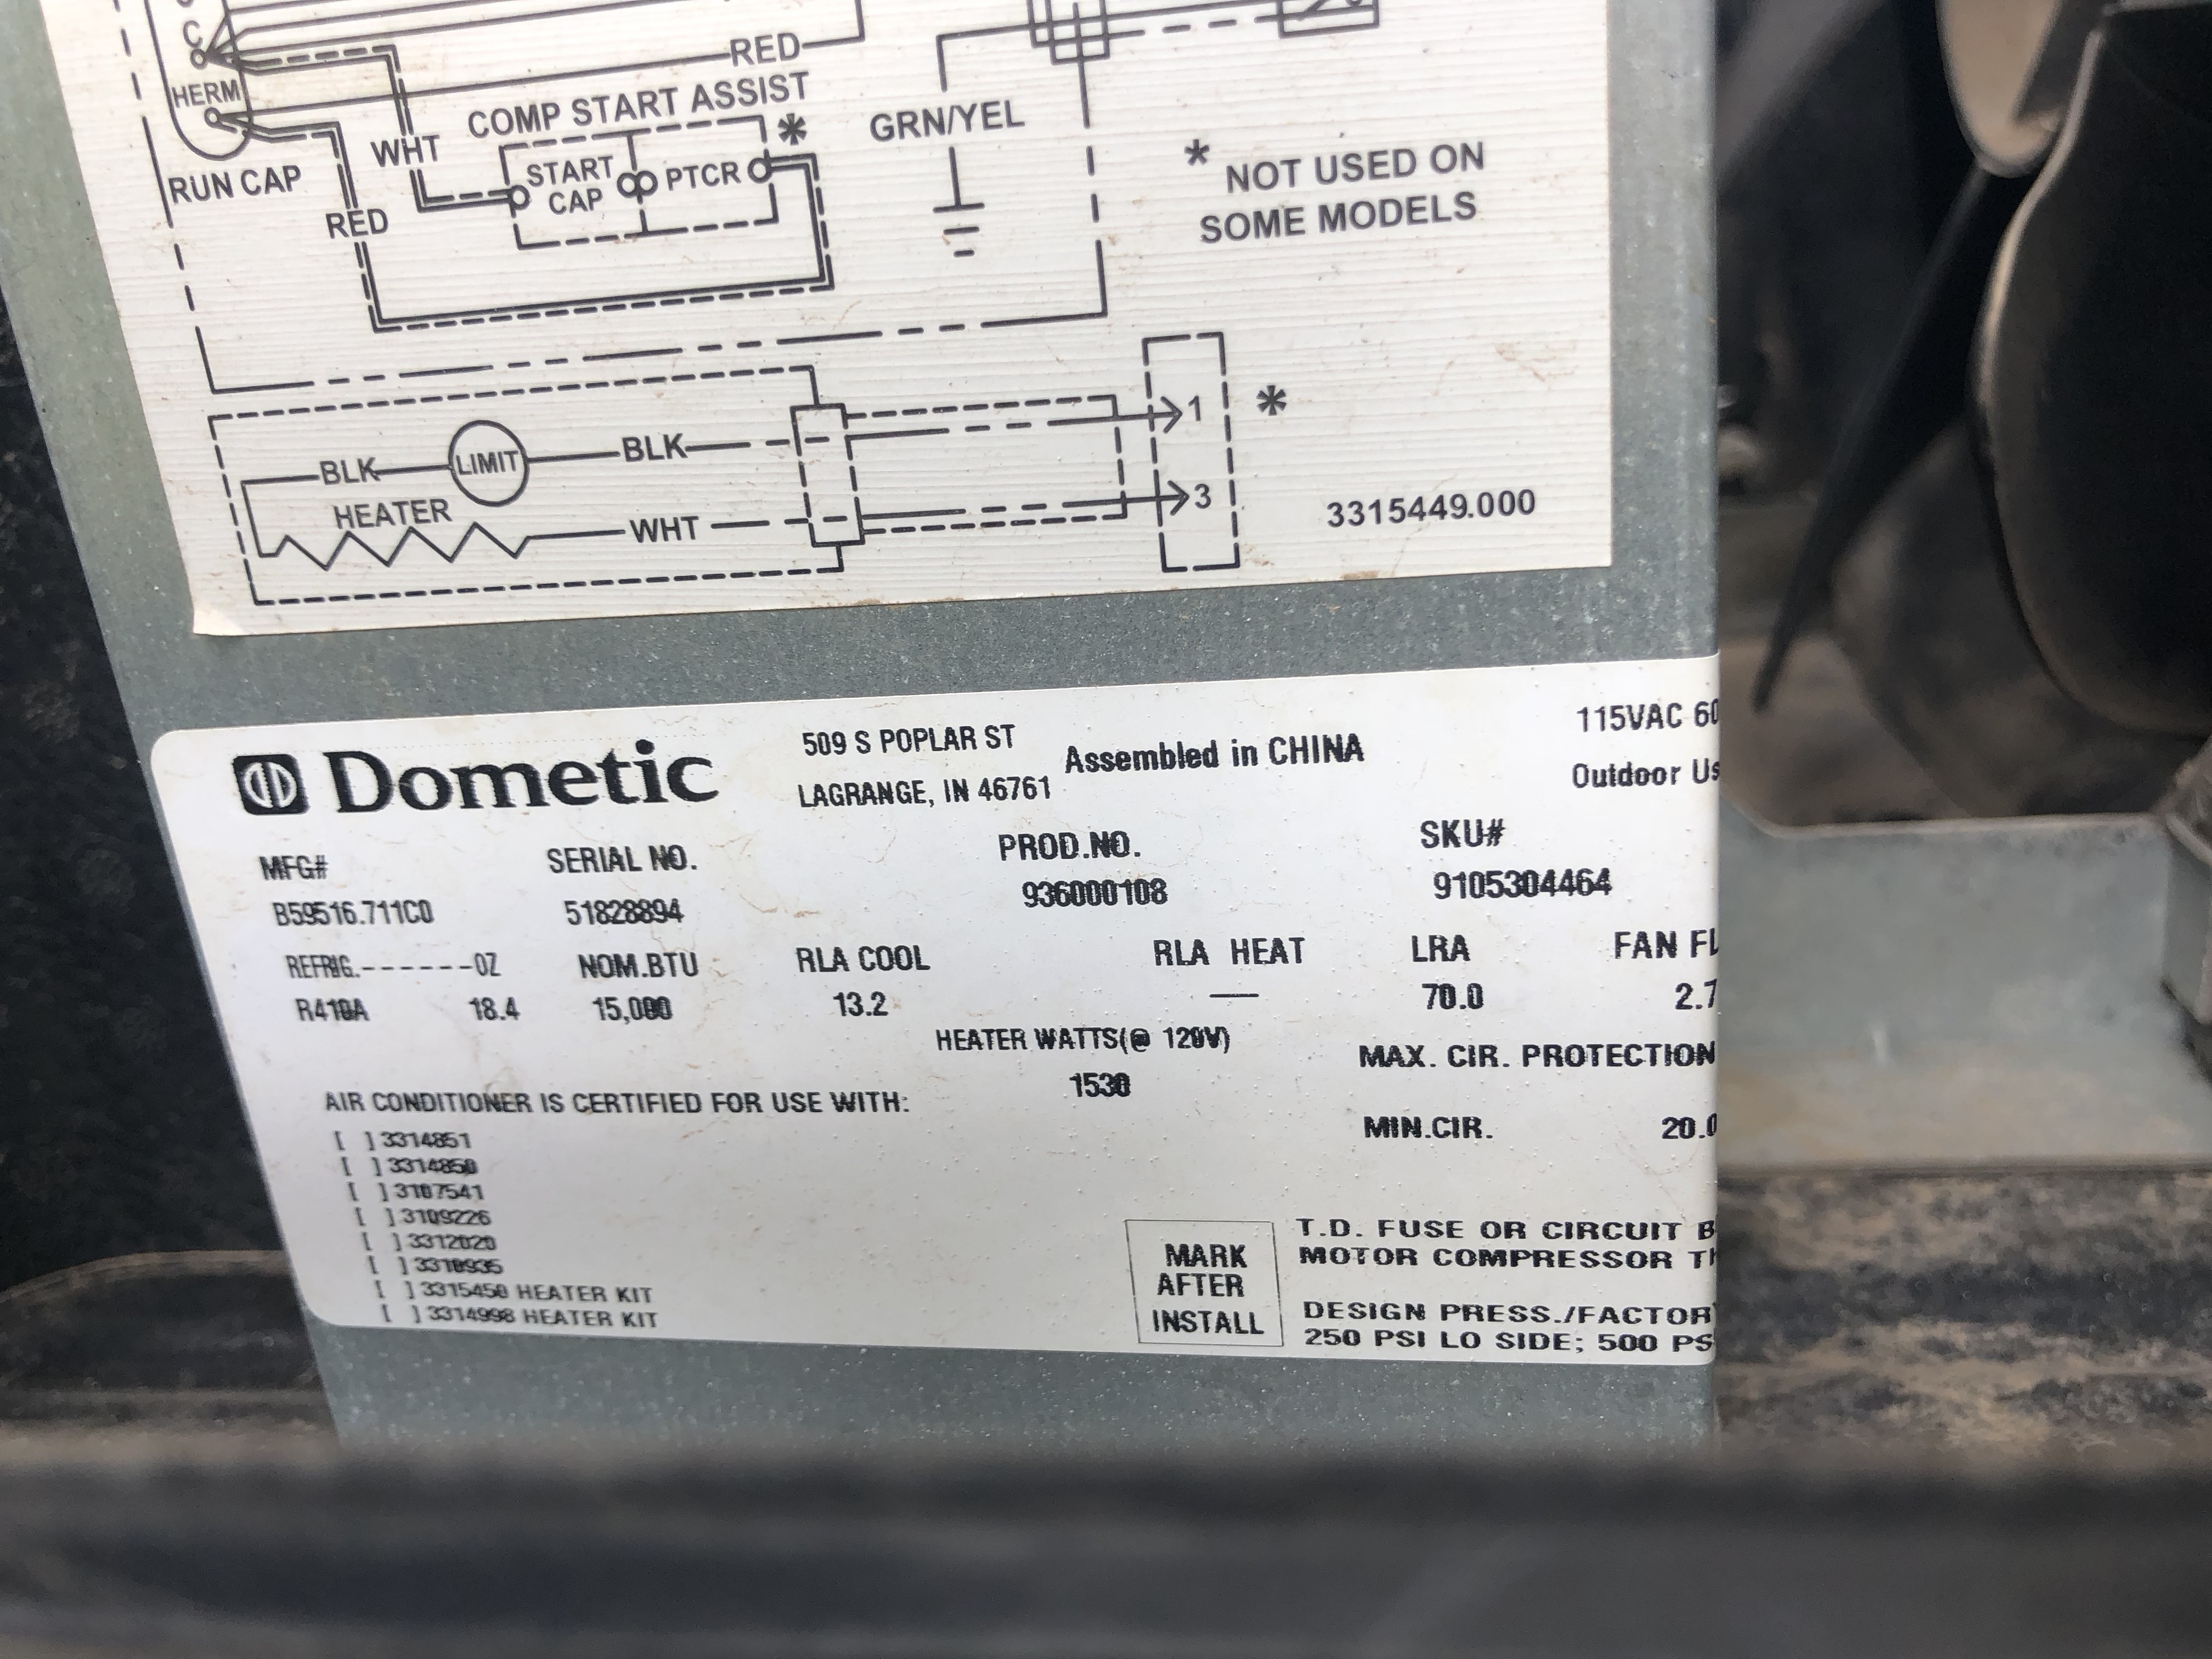 C
HERM
RUN CAP
RED
WHT
RED
COMP START ASSIST
*
START CAP
PTCR
GRN/YEL
* NOT USED ON
SOME MODELS
BLK
LIMIT
BLK
1
*
HEATER
WHT
3
3315449.000
Dometic
509 S POPLAR ST
LAGRANGE, IN 46761
Assembled in CHINA
115VAC 60
Outdoor Us
MFG# SERIAL NO. PROD.NO. SKU#
B59516.711C0 51828894 936000108 9105304464
REFRIG.------OZ NOM.BTU RLA COOL RLA HEAT LRA FAN FL
R410A 18.4 15,000 13.2 — 70.0 2.7
HEATER WATTS(@ 120V)
1530
MAX. CIR. PROTECTION
MIN.CIR. 20.0
AIR CONDITIONER IS CERTIFIED FOR USE WITH:
[ ] 3314851
[ ] 3314850
[ ] 3107541
[ ] 3109226
[ ] 3312020
[ ] 3310935
[ ] 3315450 HEATER KIT
[ ] 3314998 HEATER KIT
MARK
AFTER
INSTALL
T.D. FUSE OR CIRCUIT B
MOTOR COMPRESSOR TH
DESIGN PRESS./FACTORY
250 PSI LO SIDE; 500 PS